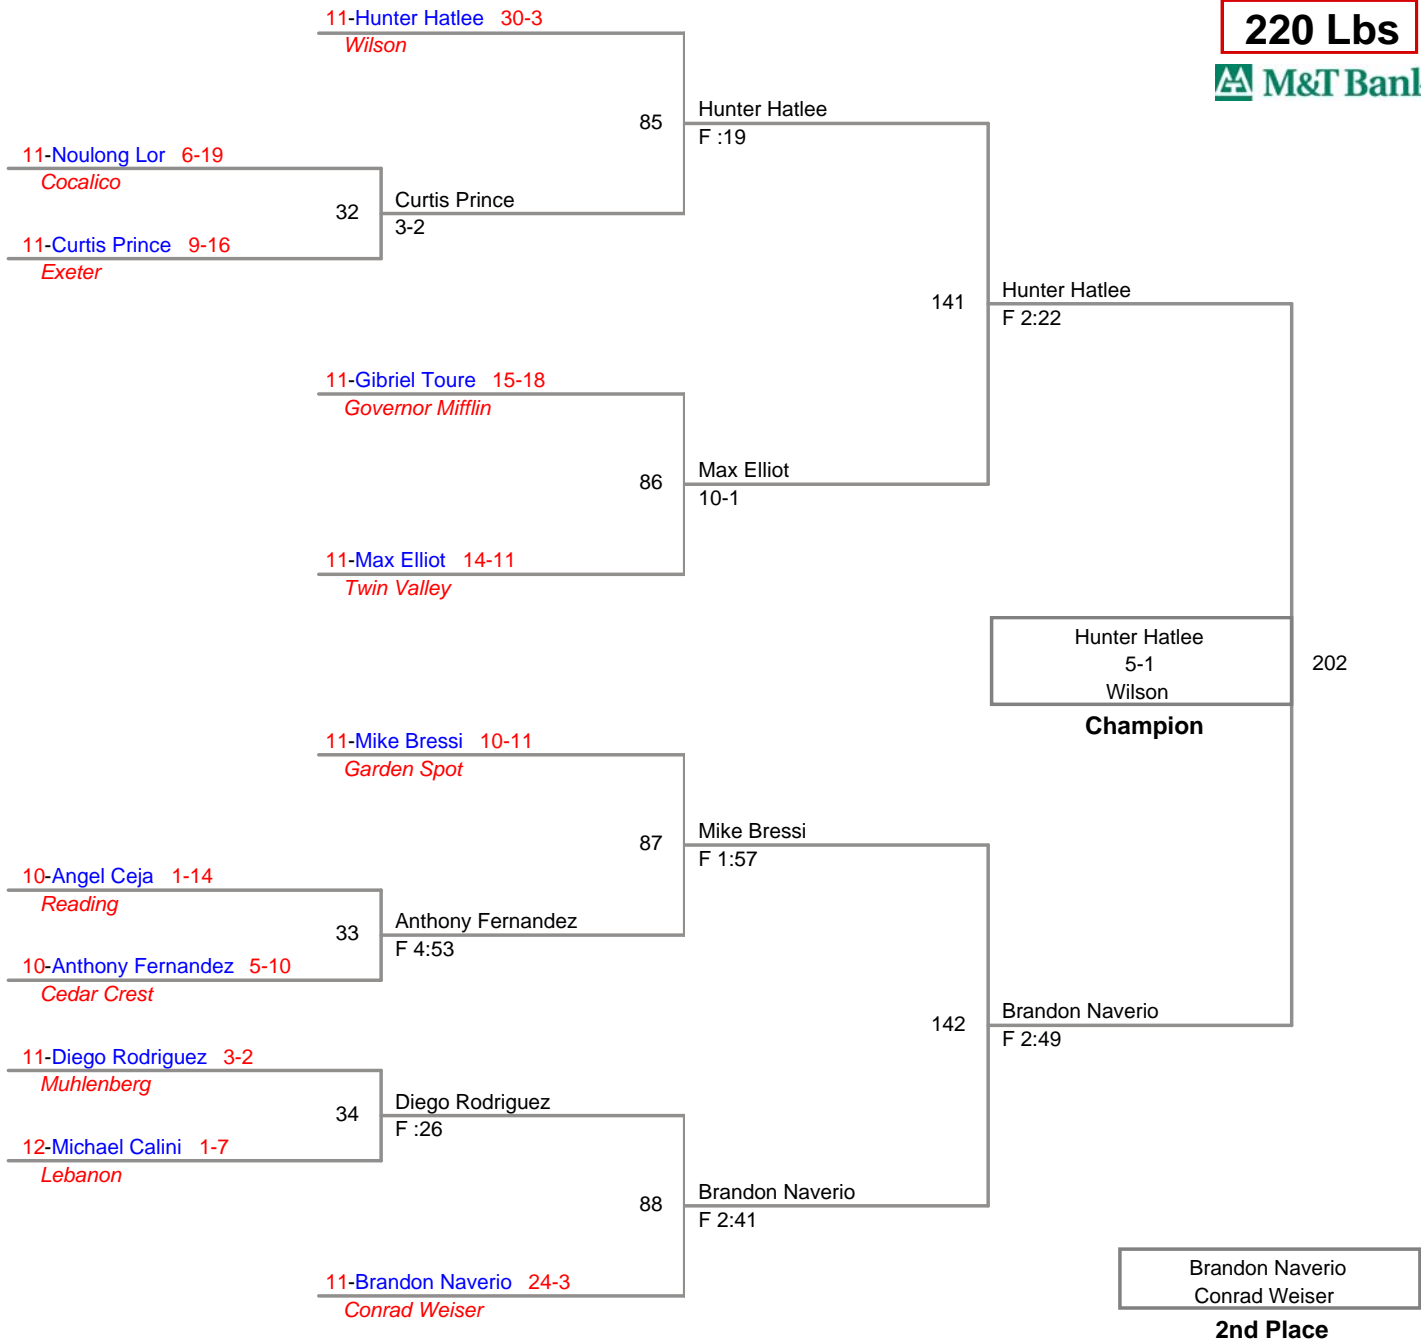 11-Hunter Hatlee 30-3
Wilson
220 Lbs
M&T Bank
85
Hunter Hatlee
F :19
11-Noulong Lor 6-19
Cocalico
32
Curtis Prince
3-2
11-Curtis Prince 9-16
Exeter
141
Hunter Hatlee
F 2:22
11-Gibriel Toure 15-18
Governor Mifflin
86
Max Elliot
10-1
11-Max Elliot 14-11
Twin Valley
Hunter Hatlee
5-1
Wilson
202
Champion
11-Mike Bressi 10-11
Garden Spot
87
Mike Bressi
F 1:57
10-Angel Ceja 1-14
Reading
33
Anthony Fernandez
F 4:53
10-Anthony Fernandez 5-10
Cedar Crest
142
Brandon Naverio
F 2:49
11-Diego Rodriguez 3-2
Muhlenberg
34
Diego Rodriguez
F :26
12-Michael Calini 1-7
Lebanon
88
Brandon Naverio
F 2:41
11-Brandon Naverio 24-3
Conrad Weiser
Brandon Naverio
Conrad Weiser
2nd Place